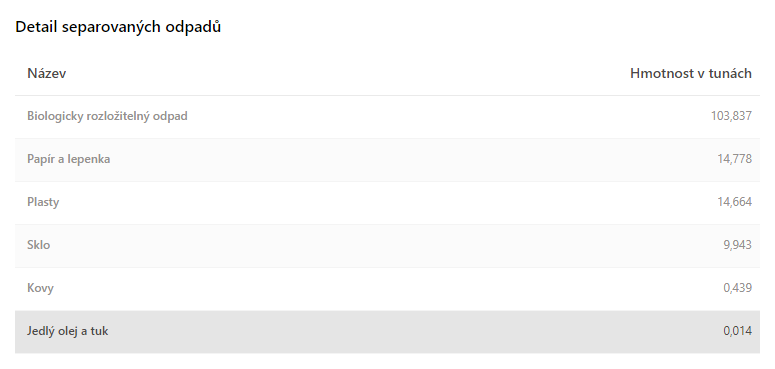 Detail separovaných odpadů
Název Hmotnost v tunách
Biologicky rozložitelný odpad 103,837
Papír a lepenka 14,778
Plasty 14,664
Sklo 9,943
Kovy 0,439
Jedlý olej a tuk 0,014